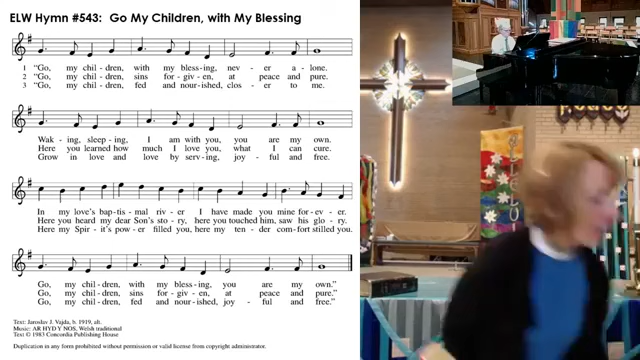 ELW Hymn #543:  Go My Children, with My Blessing
1 “Go, my chil - dren, with my bless - ing, nev - er a - lone.
2 “Go, my chil - dren, sins for - giv - en, at peace and pure.
3 “Go, my chil - dren, fed and nour - ished, clos - er to me.
Wak - ing, sleep - ing, I am with you, you are my own.
Here you learned how much I love you, what I can cure.
Grow in love and love by serv - ing, joy - ful and free.
In my love's bap - tis - mal riv - er I have made you mine for - ev - er.
Here you heard my dear Son's sto - ry, here you touched him, saw his glo - ry.
Here my Spir - it's pow - er filled you, here my ten - der com - fort stilled you.
Go, my chil - dren, with my bless - ing, you are my own.”
Go, my chil - dren, sins for - giv - en, at peace and pure.”
Go, my chil - dren, fed and nour - ished, joy - ful and free.”
Text: Jaroslav J. Vajda, b. 1919, alt.
Music: AR HYD Y NOS, Welsh traditional
Text © 1983 Concordia Publishing House
Duplication in any form prohibited without permission or valid license from copyright administrator.